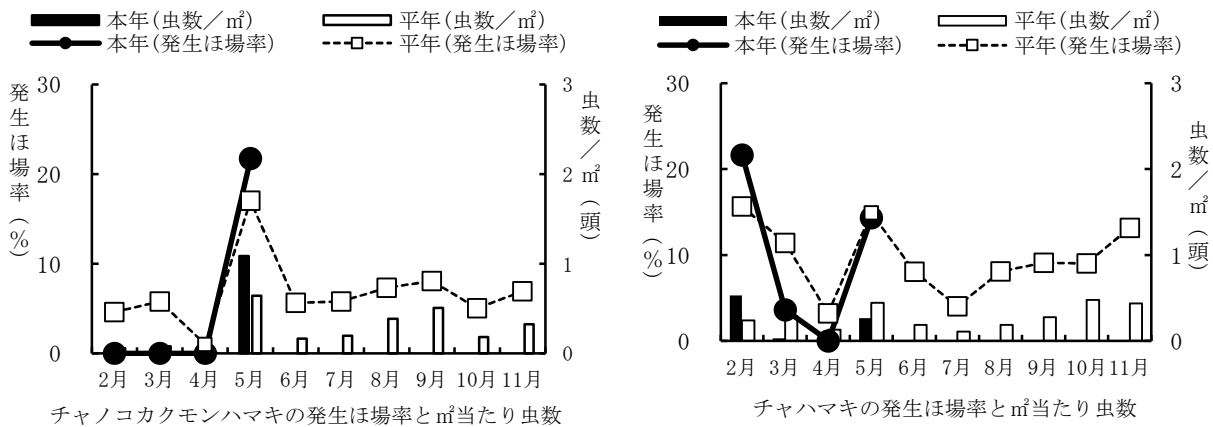 本年(虫数／㎡) 平年(虫数／㎡)
本年(発生ほ場率) 平年(発生ほ場率)
発生ほ場率(％)
30
20
10
0
虫数／㎡(頭)
3
2
1
0
2月 3月 4月 5月 6月 7月 8月 9月 10月 11月
チャノコカクモンハマキの発生ほ場率と㎡当たり虫数
本年(虫数／㎡) 平年(虫数／㎡)
本年(発生ほ場率) 平年(発生ほ場率)
発生ほ場率(％)
30
20
10
0
虫数／㎡(頭)
3
2
1
0
2月 3月 4月 5月 6月 7月 8月 9月 10月 11月
チャハマキの発生ほ場率と㎡当たり虫数